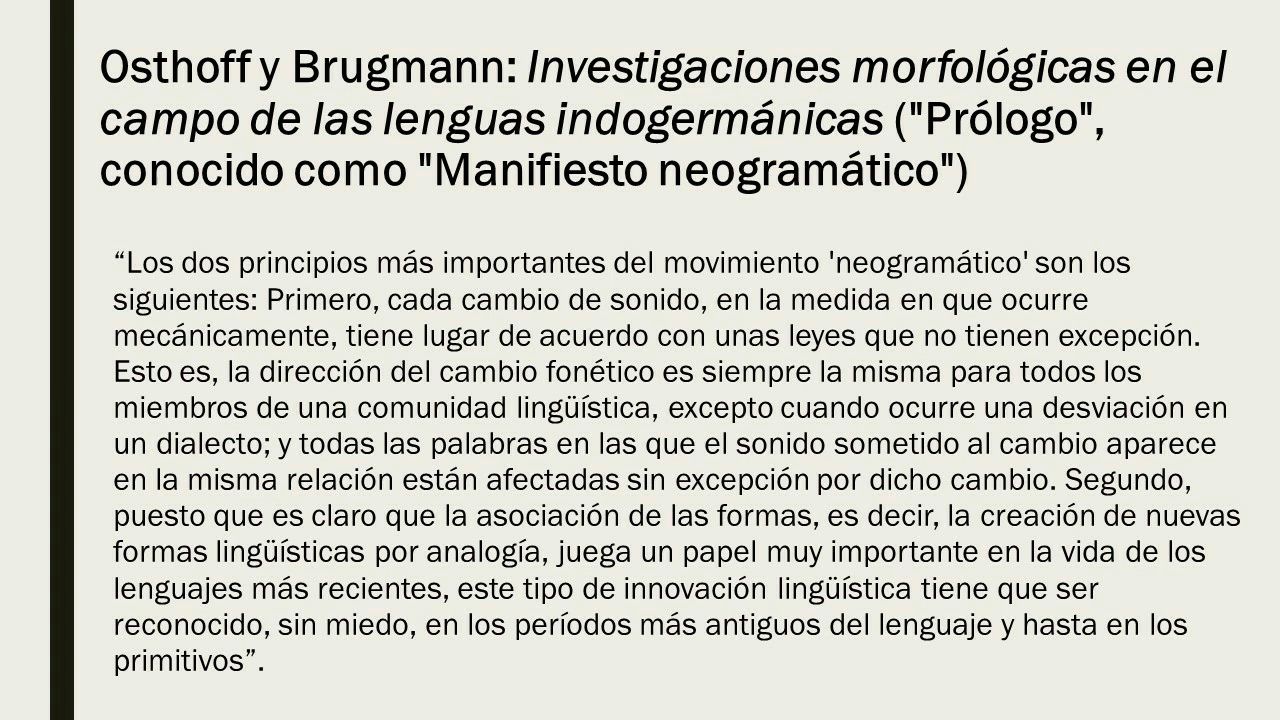 Osthoff y Brugmann: Investigaciones morfológicas en el
campo de las lenguas indogermánicas ("Prólogo",
conocido como "Manifiesto neogramático")
“Los dos principios más importantes del movimiento 'neogramático' son los
siguientes: Primero, cada cambio de sonido, en la medida en que ocurre
mecánicamente, tiene lugar de acuerdo con unas leyes que no tienen excepción.
Esto es, la dirección del cambio fonético es siempre la misma para todos los
miembros de una comunidad lingüística, excepto cuando ocurre una desviación en
un dialecto; y todas las palabras en las que el sonido sometido al cambio aparece
en la misma relación están afectadas sin excepción por dicho cambio. Segundo,
puesto que es claro que la asociación de las formas, es decir, la creación de nuevas
formas lingüísticas por analogía, juega un papel muy importante en la vida de los
lenguajes más recientes, este tipo de innovación lingüística tiene que ser
reconocido, sin miedo, en los períodos más antiguos del lenguaje y hasta en los
primitivos”.